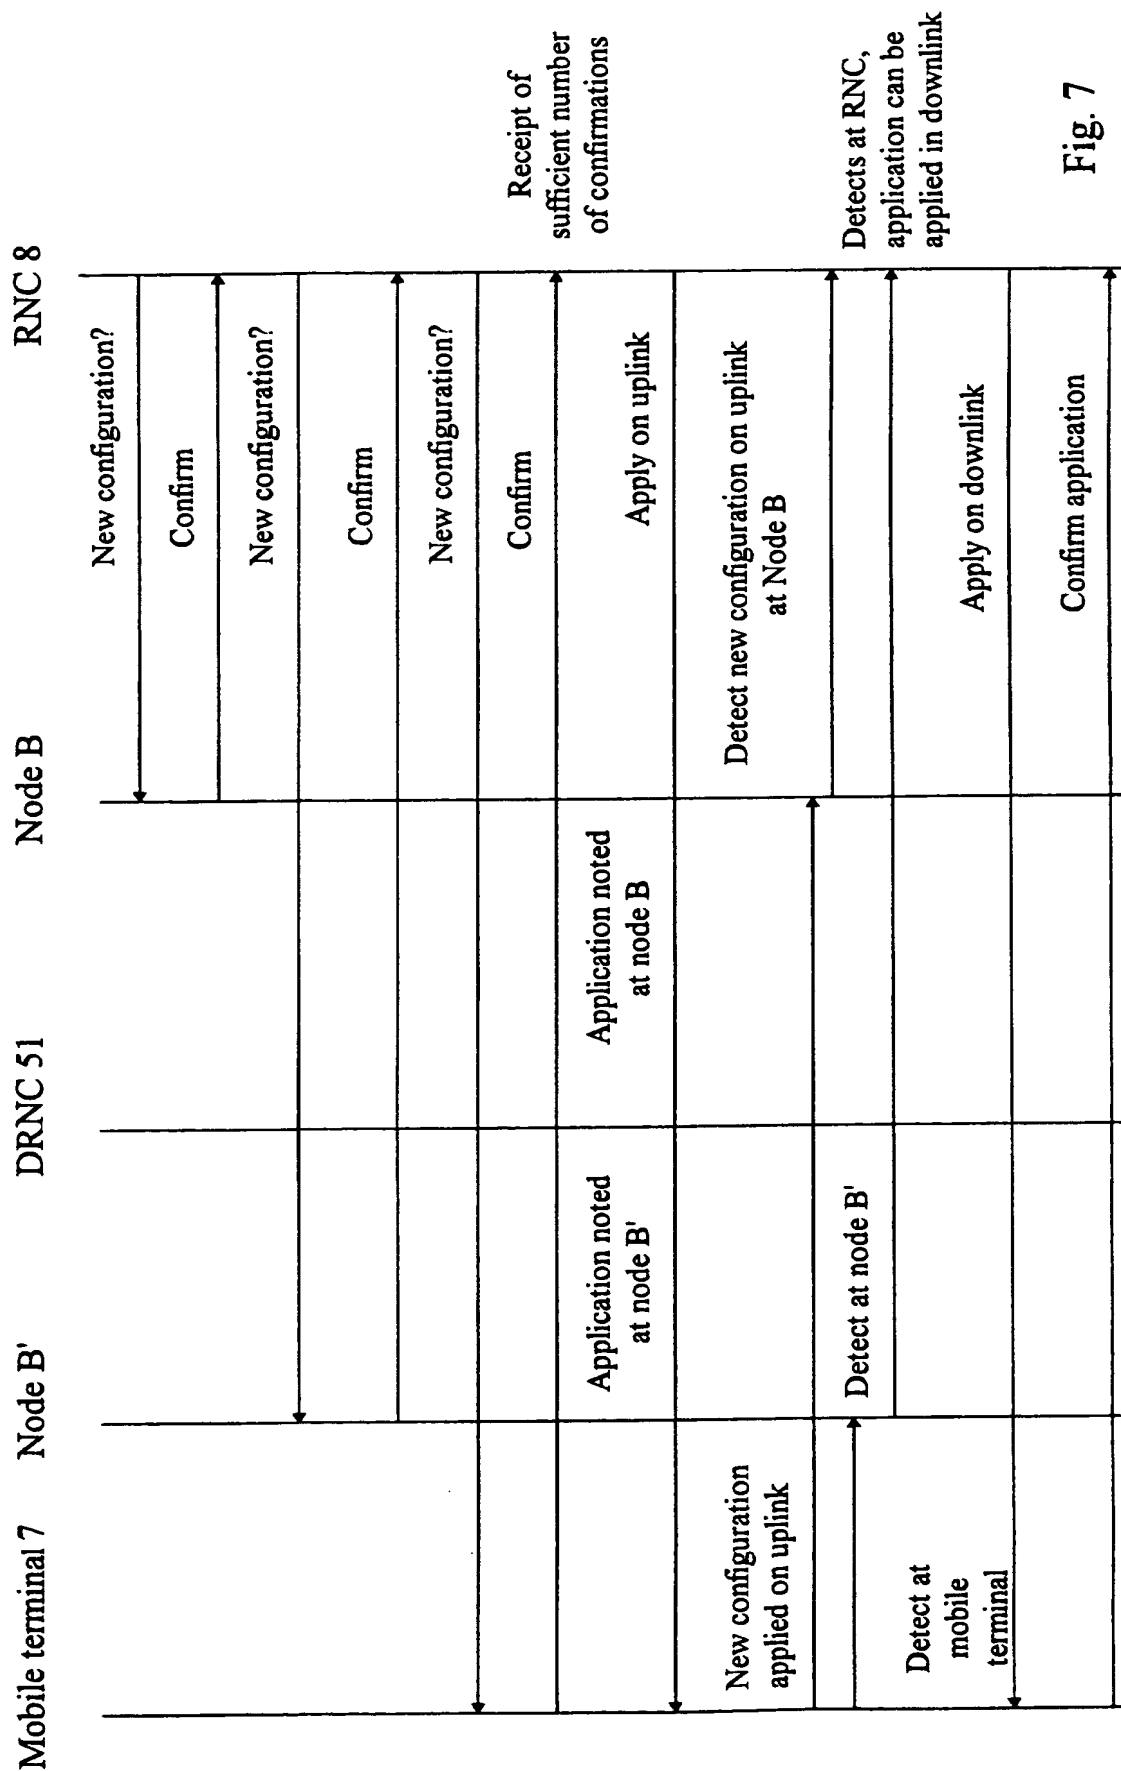 Mobile terminal 7
Node B'
DRNC 51
Node B
RNC 8
New configuration?
Confirm
New configuration?
Confirm
New configuration?
Confirm
Receipt of
sufficient number
of confirmations
Application noted
at node B'
Application noted
at node B
Apply on uplink
New configuration
applied on uplink
Detect new configuration on uplink
at Node B
Detect at node B'
Detects at RNC,
application can be
applied in downlink
Detect at
mobile
terminal
Apply on downlink
Confirm application
Fig. 7